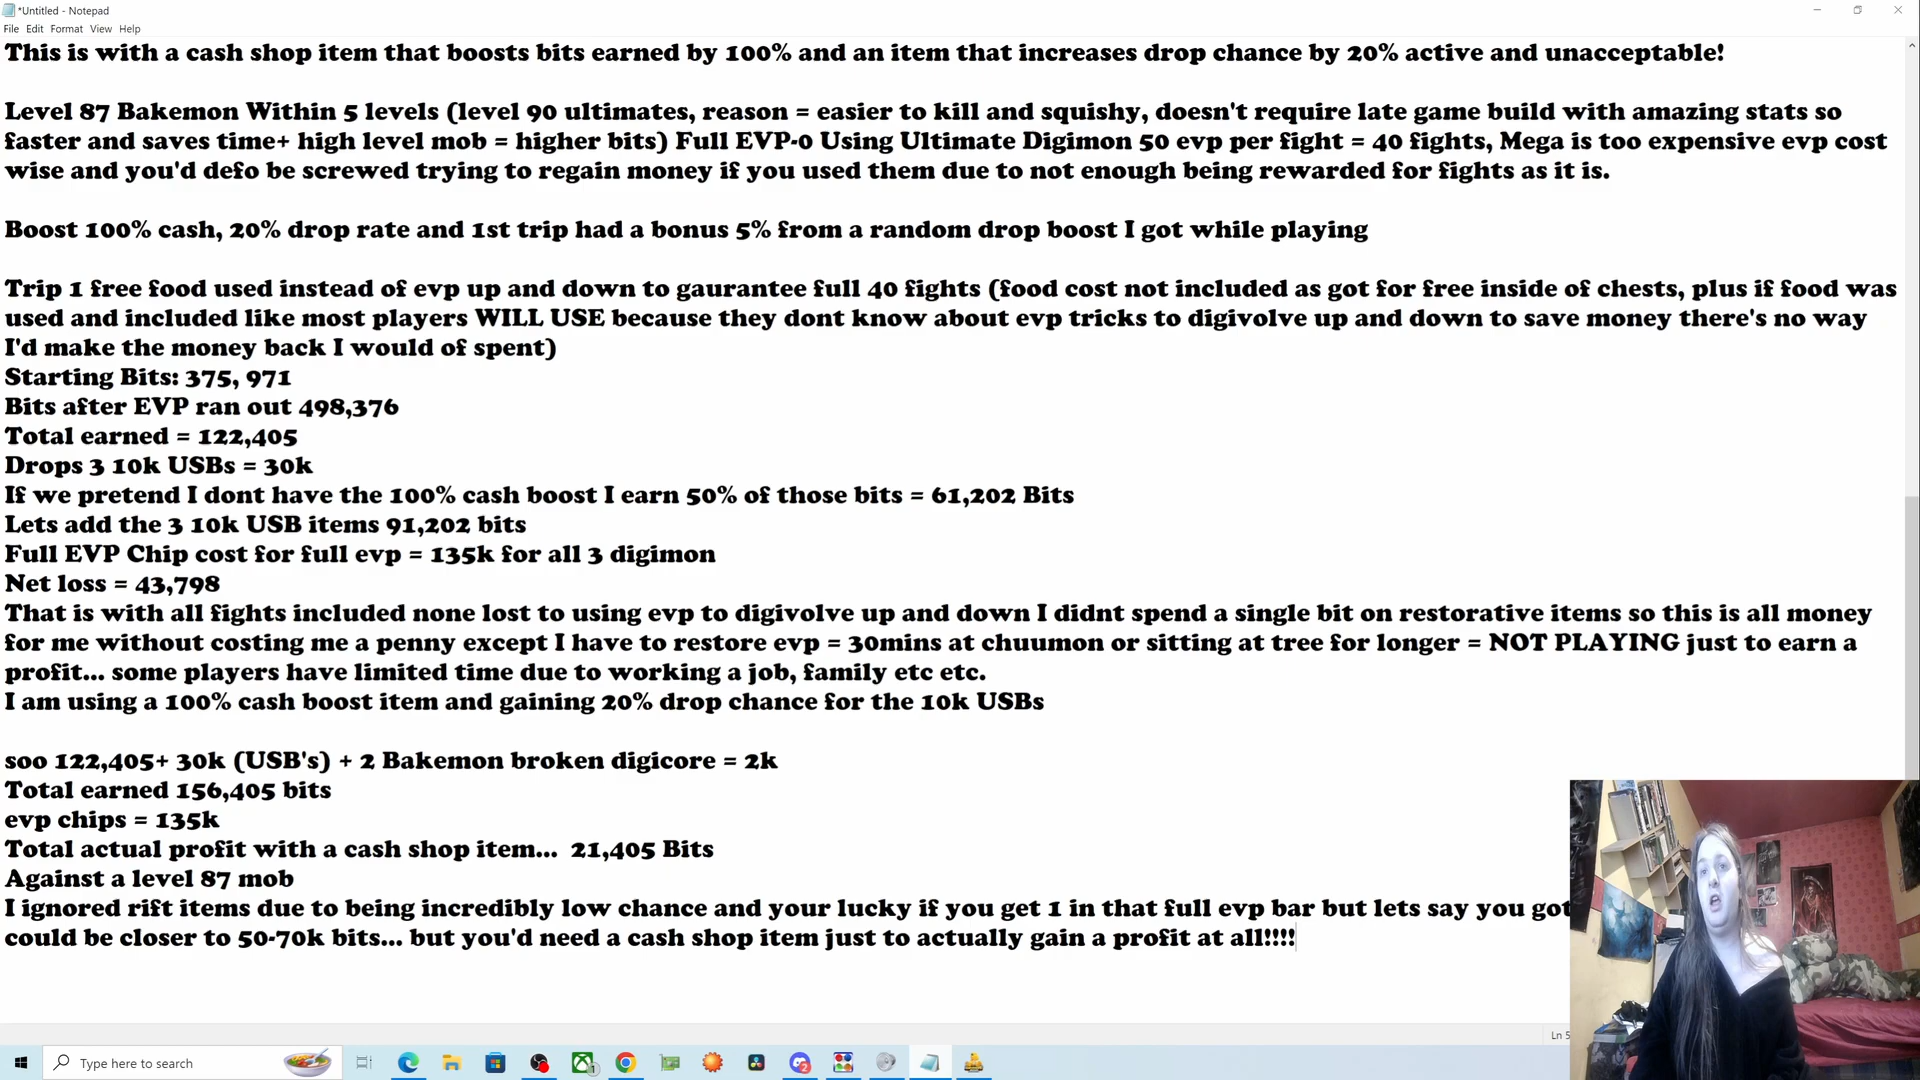 *Untitled - Notepad
File Edit Format View Help
This is with a cash shop item that boosts bits earned by 100% and an item that increases drop chance by 20% active and unacceptable!
Level 87 Bakemon Within 5 levels (level 90 ultimates, reason = easier to kill and squishy, doesn't require late game build with amazing stats so
faster and saves time+ high level mob = higher bits) Full EVP-0 Using Ultimate Digimon 50 evp per fight = 40 fights, Mega is too expensive evp cost
wise and you'd defo be screwed trying to regain money if you used them due to not enough being rewarded for fights as it is.
Boost 100% cash, 20% drop rate and 1st trip had a bonus 5% from a random drop boost I got while playing
Trip 1 free food used instead of evp up and down to gaurantee full 40 fights (food cost not included as got for free inside of chests, plus if food was
used and included like most players WILL USE because they dont know about evp tricks to digivolve up and down to save money there's no way
I'd make the money back I would of spent)
Starting Bits: 375, 971
Bits after EVP ran out 498,376
Total earned = 122,405
Drops 3 10k USBs = 30k
If we pretend I dont have the 100% cash boost I earn 50% of those bits = 61,202 Bits
Lets add the 3 10k USB items 91,202 bits
Full EVP Chip cost for full evp = 135k for all 3 digimon
Net loss = 43,798
That is with all fights included none lost to using evp to digivolve up and down I didnt spend a single bit on restorative items so this is all money
for me without costing me a penny except I have to restore evp = 30mins at chuumon or sitting at tree for longer = NOT PLAYING just to earn a
profit... some players have limited time due to working a job, family etc etc.
I am using a 100% cash boost item and gaining 20% drop chance for the 10k USBs
soo 122,405+ 30k (USB's) + 2 Bakemon broken digicore = 2k
Total earned 156,405 bits
evp chips = 135k
Total actual profit with a cash shop item... 21,405 Bits
Against a level 87 mob
I ignored rift items due to being incredibly low chance and your lucky if you get 1 in that full evp bar but lets say you got
could be closer to 50-70k bits... but you'd need a cash shop item just to actually gain a profit at all!!!!
Ln 5
Type here to search